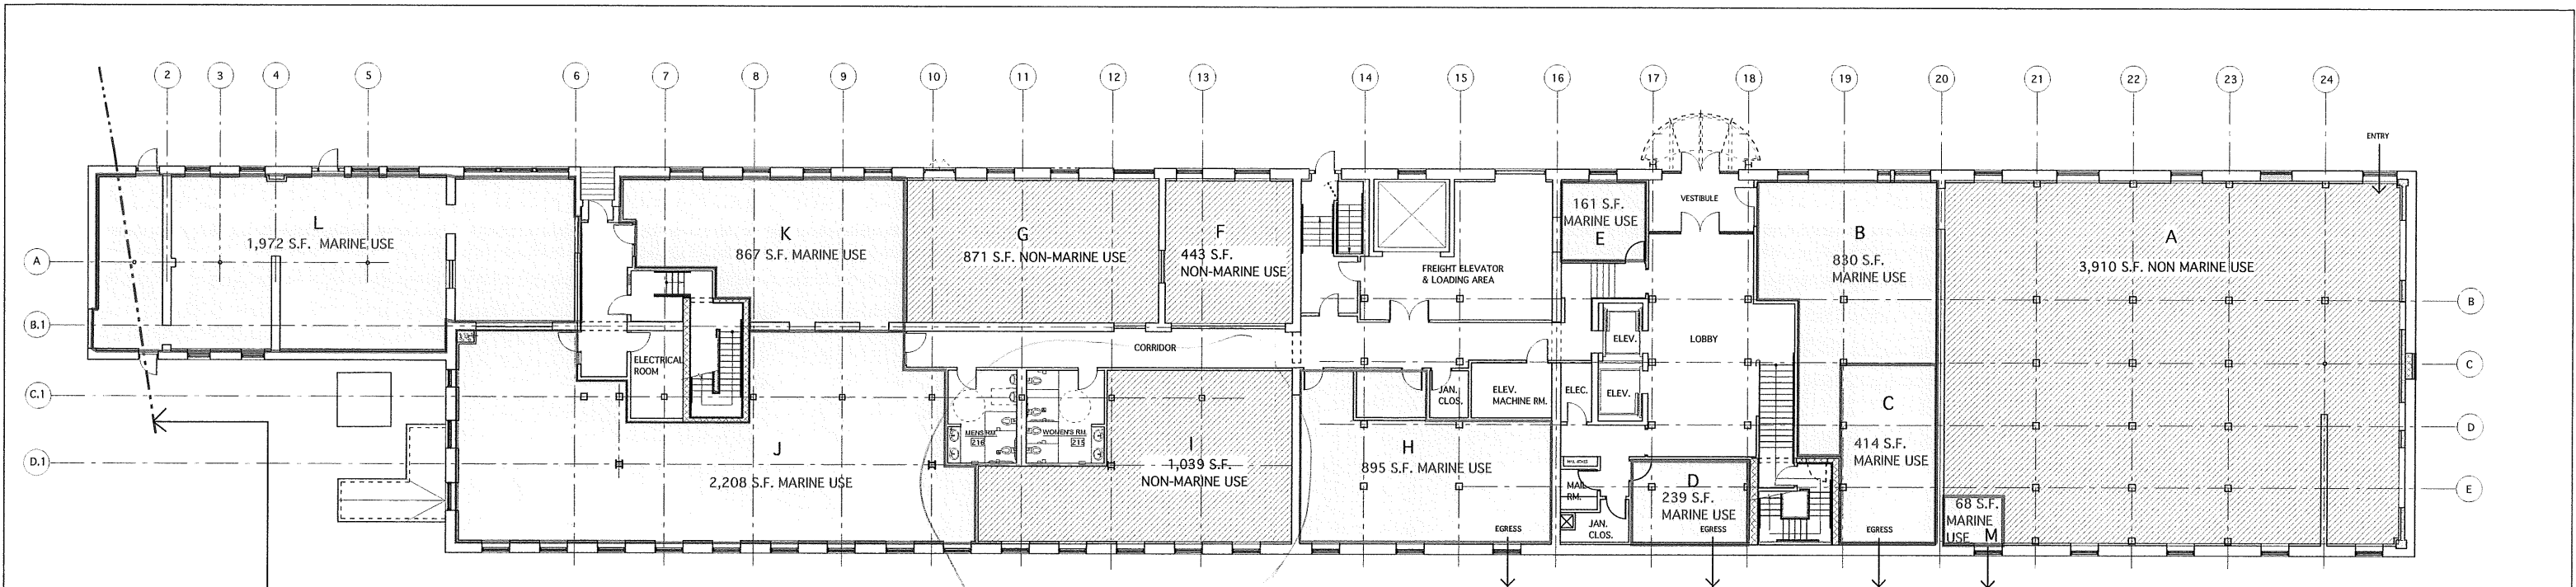 2 3 4 5 6 7 8 9 10 11 12 13 14 15 16 17 18 19 20 21 22 23 24
ENTRY
A
B.1
C.1
D.1
L
1,972 S.F. MARINE USE
K
867 S.F. MARINE USE
G
871 S.F. NON-MARINE USE
F
443 S.F.
NON-MARINE USE
FREIGHT ELEVATOR
& LOADING AREA
161 S.F.
MARINE USE
E
VESTIBULE
B
830 S.F.
MARINE USE
A
3,910 S.F. NON MARINE USE
B
C
D
E
ELECTRICAL
ROOM
CORRIDOR
ELEV.
LOBBY
ELEV.
ELEC.
JAN.
CLOS.
ELEV.
MACHINE RM.
C
414 S.F.
MARINE USE
MEN'S RM.
216
WOMEN'S RM.
215
J
2,208 S.F. MARINE USE
I
1,039 S.F.
NON-MARINE USE
H
895 S.F. MARINE USE
EGRESS
MAIL
RM.
JAN.
CLOS.
D
239 S.F.
MARINE USE
EGRESS
EGRESS
68 S.F.
MARINE
USE M